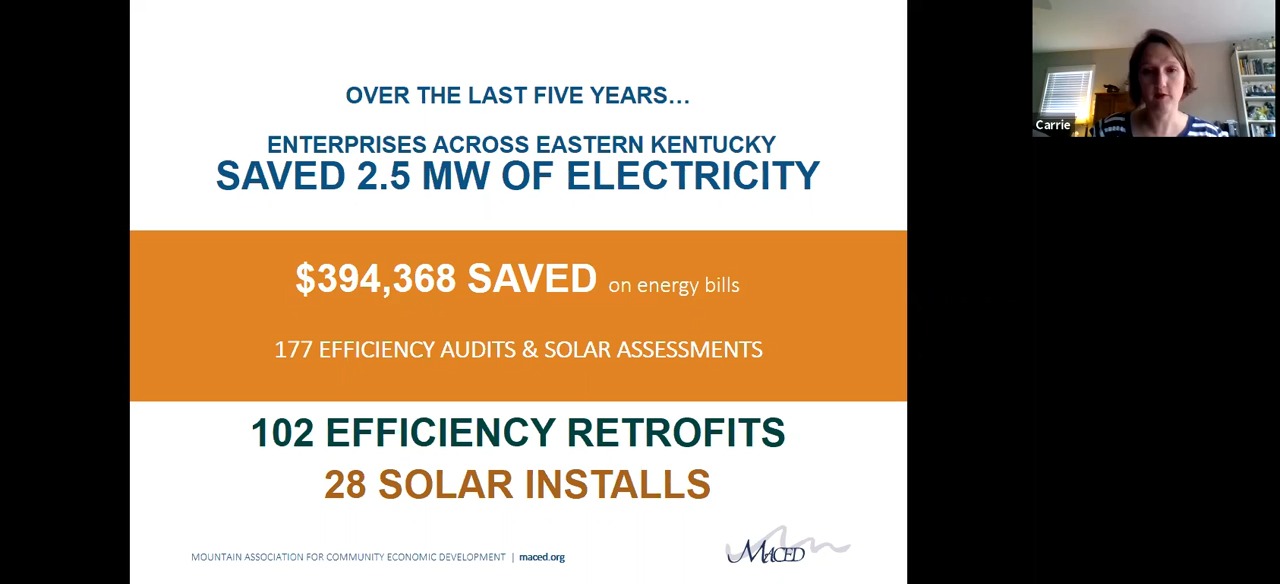 OVER THE LAST FIVE YEARS...
ENTERPRISES ACROSS EASTERN KENTUCKY
SAVED 2.5 MW OF ELECTRICITY
$394,368 SAVED on energy bills
177 EFFICIENCY AUDITS & SOLAR ASSESSMENTS
102 EFFICIENCY RETROFITS
28 SOLAR INSTALLS
MOUNTAIN ASSOCIATION FOR COMMUNITY ECONOMIC DEVELOPMENT | maced.org
MACED
Carrie